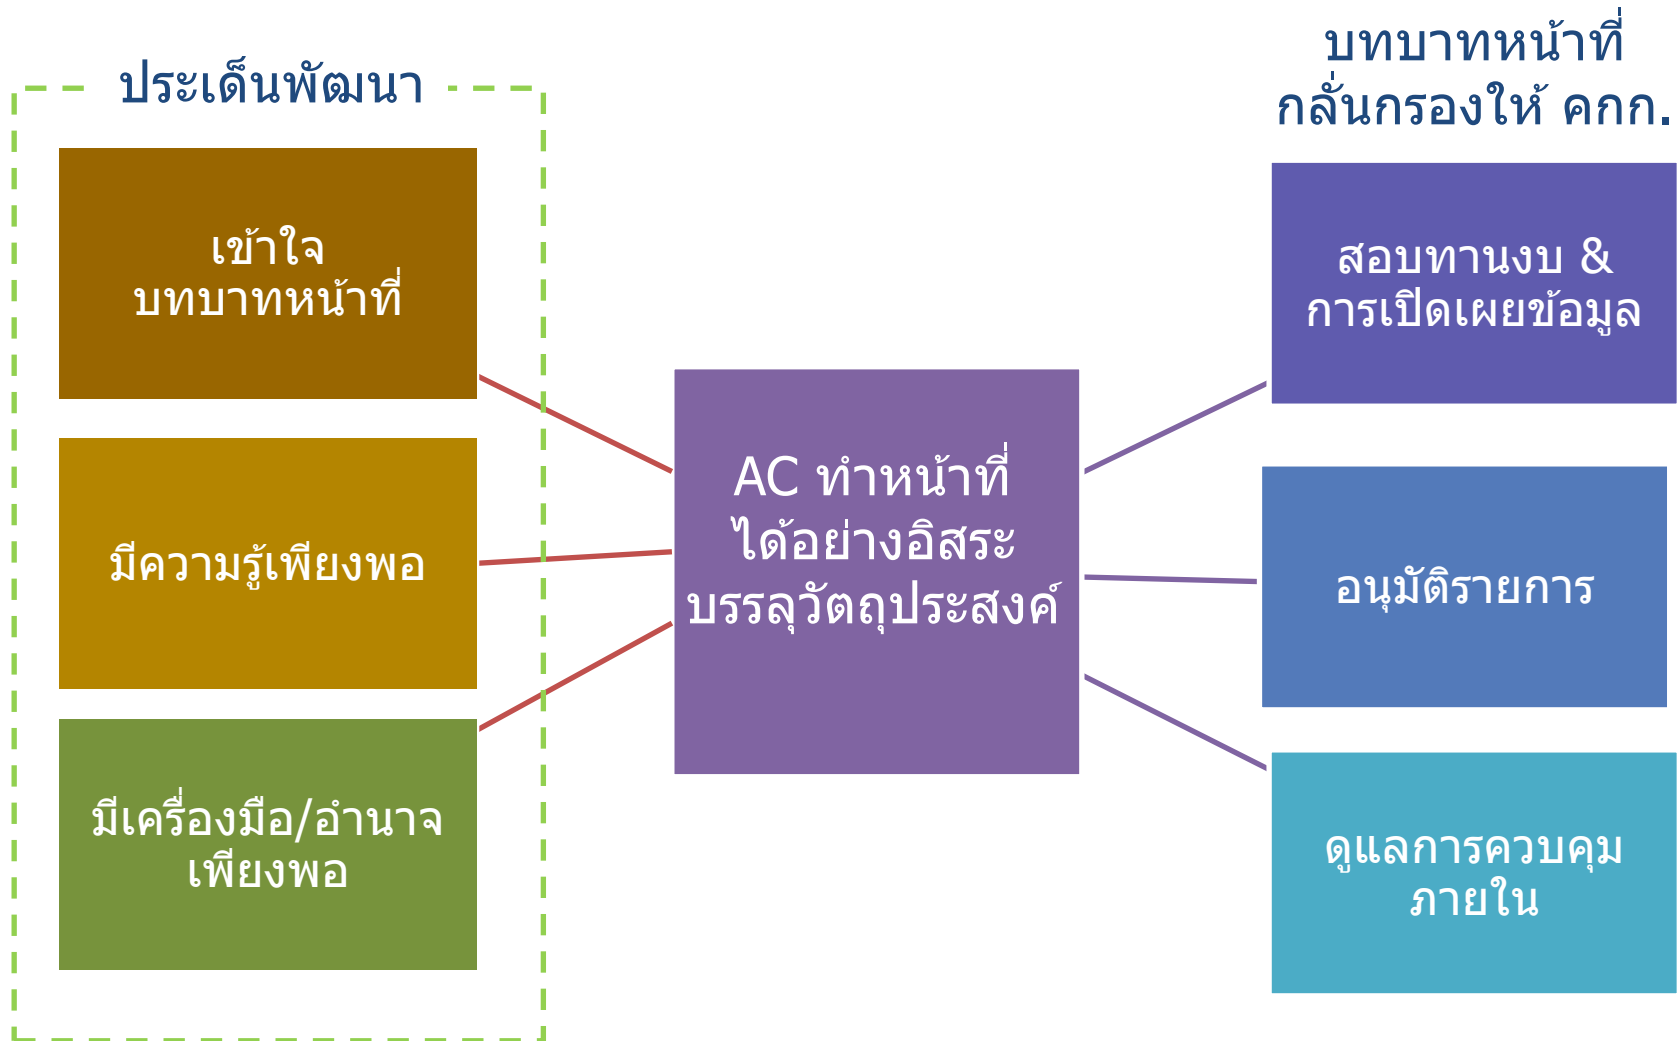 ประเด็นพัฒนา
เข้าใจ
บทบาทหน้าที่
มีความรู้เพียงพอ
มีเครื่องมือ/อำนาจ
เพียงพอ
AC ทำหน้าที่
ได้อย่างอิสระ
บรรลุวัตถุประสงค์
บทบาทหน้าที่
กลั่นกรองให้ คกก.
สอบทานงบ &
การเปิดเผยข้อมูล
อนุมัติรายการ
ดูแลการควบคุม
ภายใน